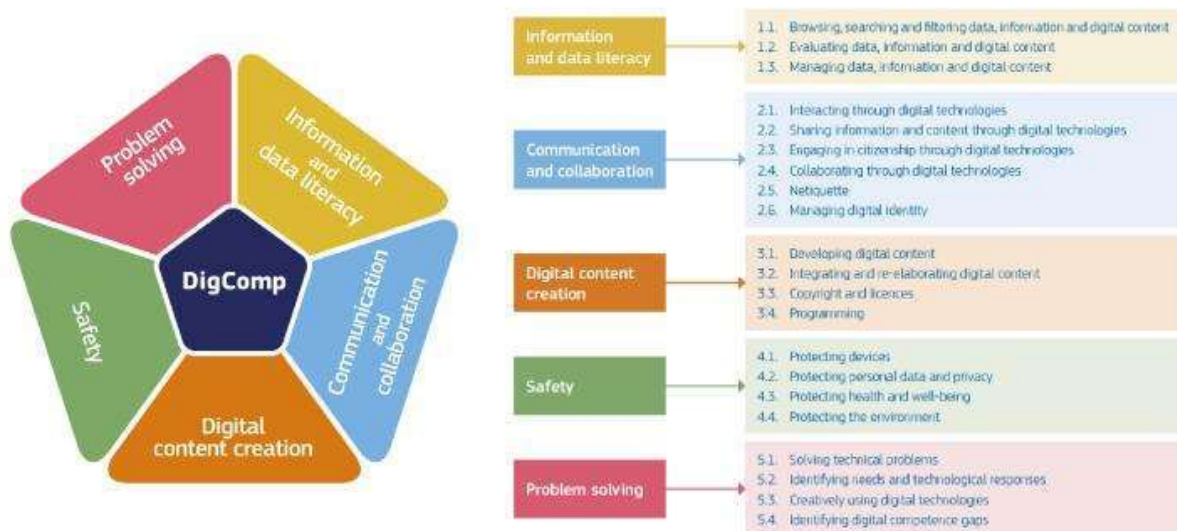 Problem
solving
Information
and
data literacy
DigComp
Safety
Communication
and
collaboration
Digital
content creation
Information
and data literacy
1.1. Browsing, searching and filtering data, information and digital content
1.2. Evaluating data, information and digital content
1.3. Managing data, information and digital content
Communication
and collaboration
2.1. Interacting through digital technologies
2.2. Sharing information and content through digital technologies
2.3. Engaging in citizenship through digital technologies
2.4. Collaborating through digital technologies
2.5. Netiquette
2.6. Managing digital identity
Digital content
creation
3.1. Developing digital content
3.2. Integrating and re-elaborating digital content
3.3. Copyright and licences
3.4. Programming
Safety
4.1. Protecting devices
4.2. Protecting personal data and privacy
4.3. Protecting health and well-being
4.4. Protecting the environment
Problem solving
5.1. Solving technical problems
5.2. Identifying needs and technological responses
5.3. Creatively using digital technologies
5.4. Identifying digital competence gaps